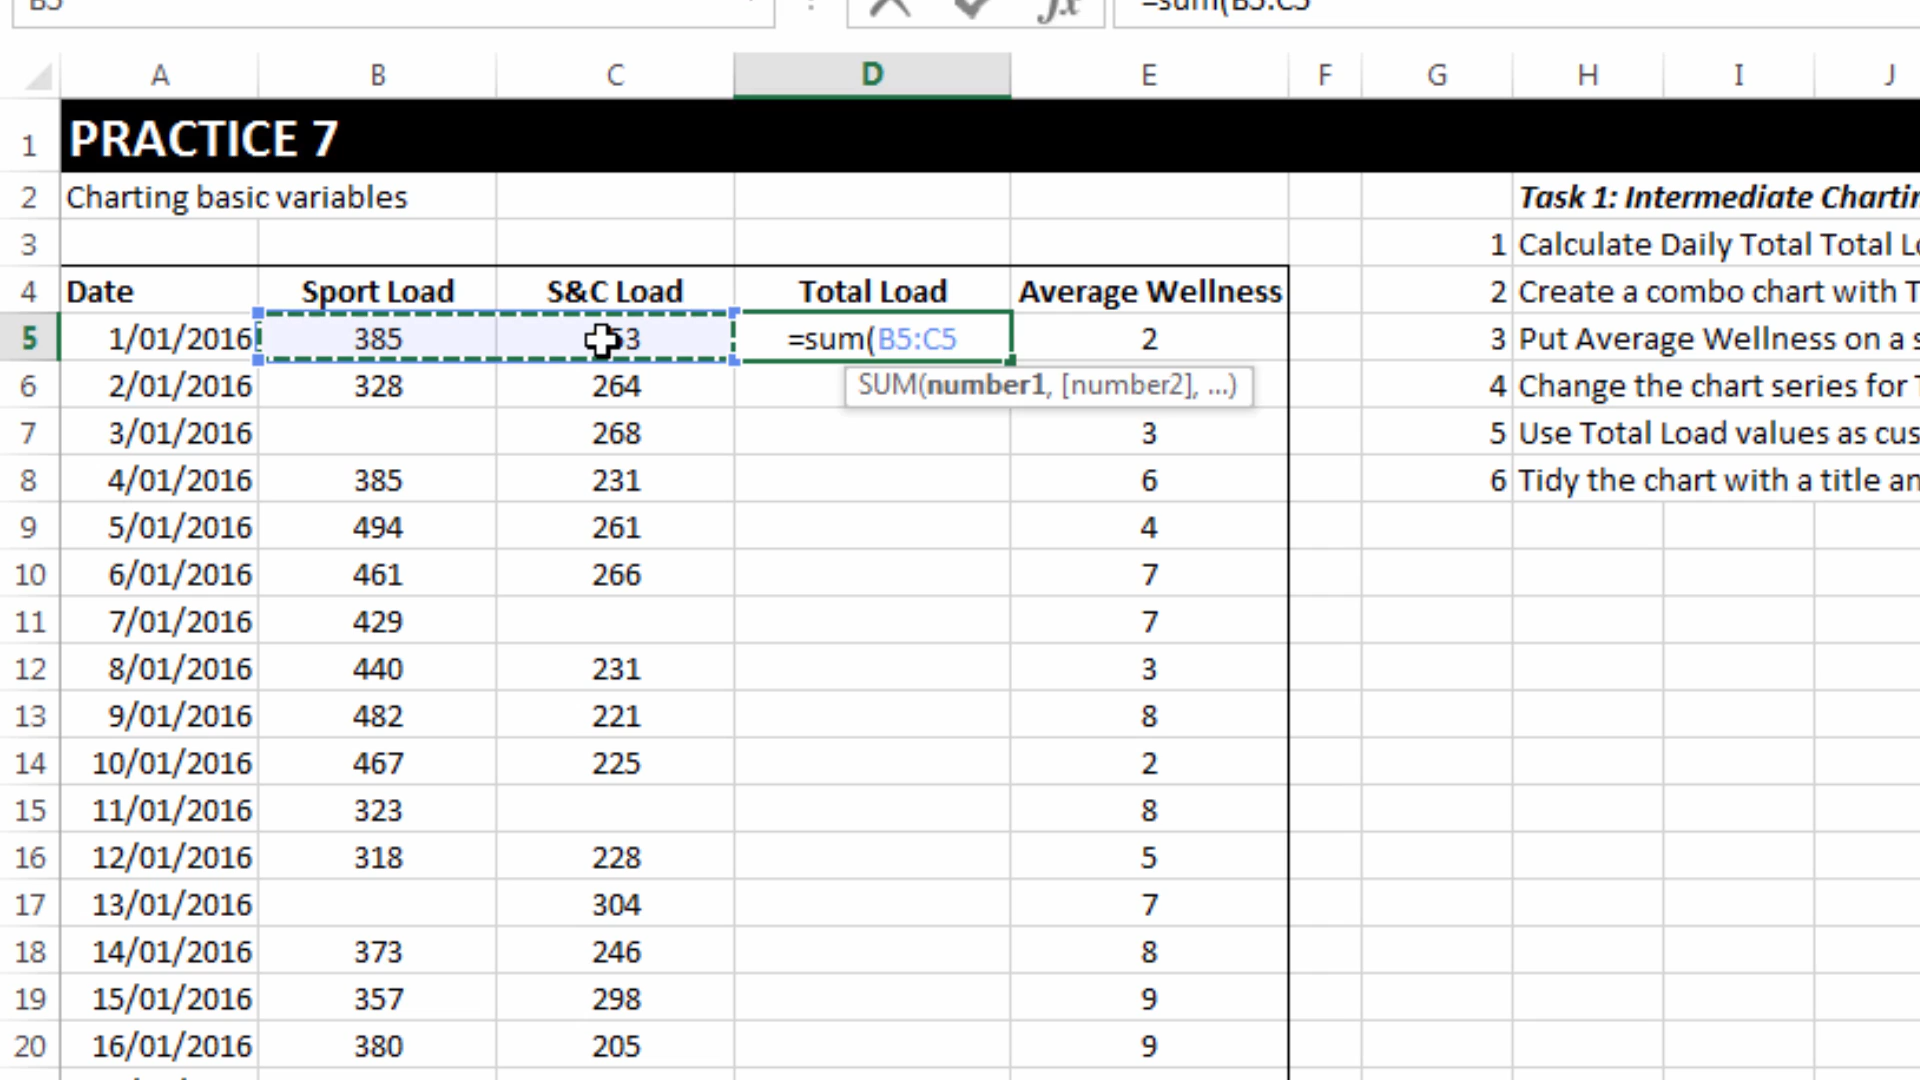 =sum(B5:C5
A B C D E F G H I J
1 PRACTICE 7
2 Charting basic variables Task 1: Intermediate
3 1 Calculate Daily Total Total
4 Date Sport Load S&C Load Total Load Average Wellness 2 Create a combo chart with
5 1/01/2016 385 =sum(B5:C5 2 3 Put Average Wellness on a
SUM(number1, [number2], ...)
6 2/01/2016 328 264 4 Change the chart series for
7 3/01/2016 268 3 5 Use Total Load values as
8 4/01/2016 385 231 6 6 Tidy the chart with a title
9 5/01/2016 494 261 4
10 6/01/2016 461 266 7
11 7/01/2016 429 7
12 8/01/2016 440 231 3
13 9/01/2016 482 221 8
14 10/01/2016 467 225 2
15 11/01/2016 323 8
16 12/01/2016 318 228 5
17 13/01/2016 304 7
18 14/01/2016 373 246 8
19 15/01/2016 357 298 9
20 16/01/2016 380 205 9